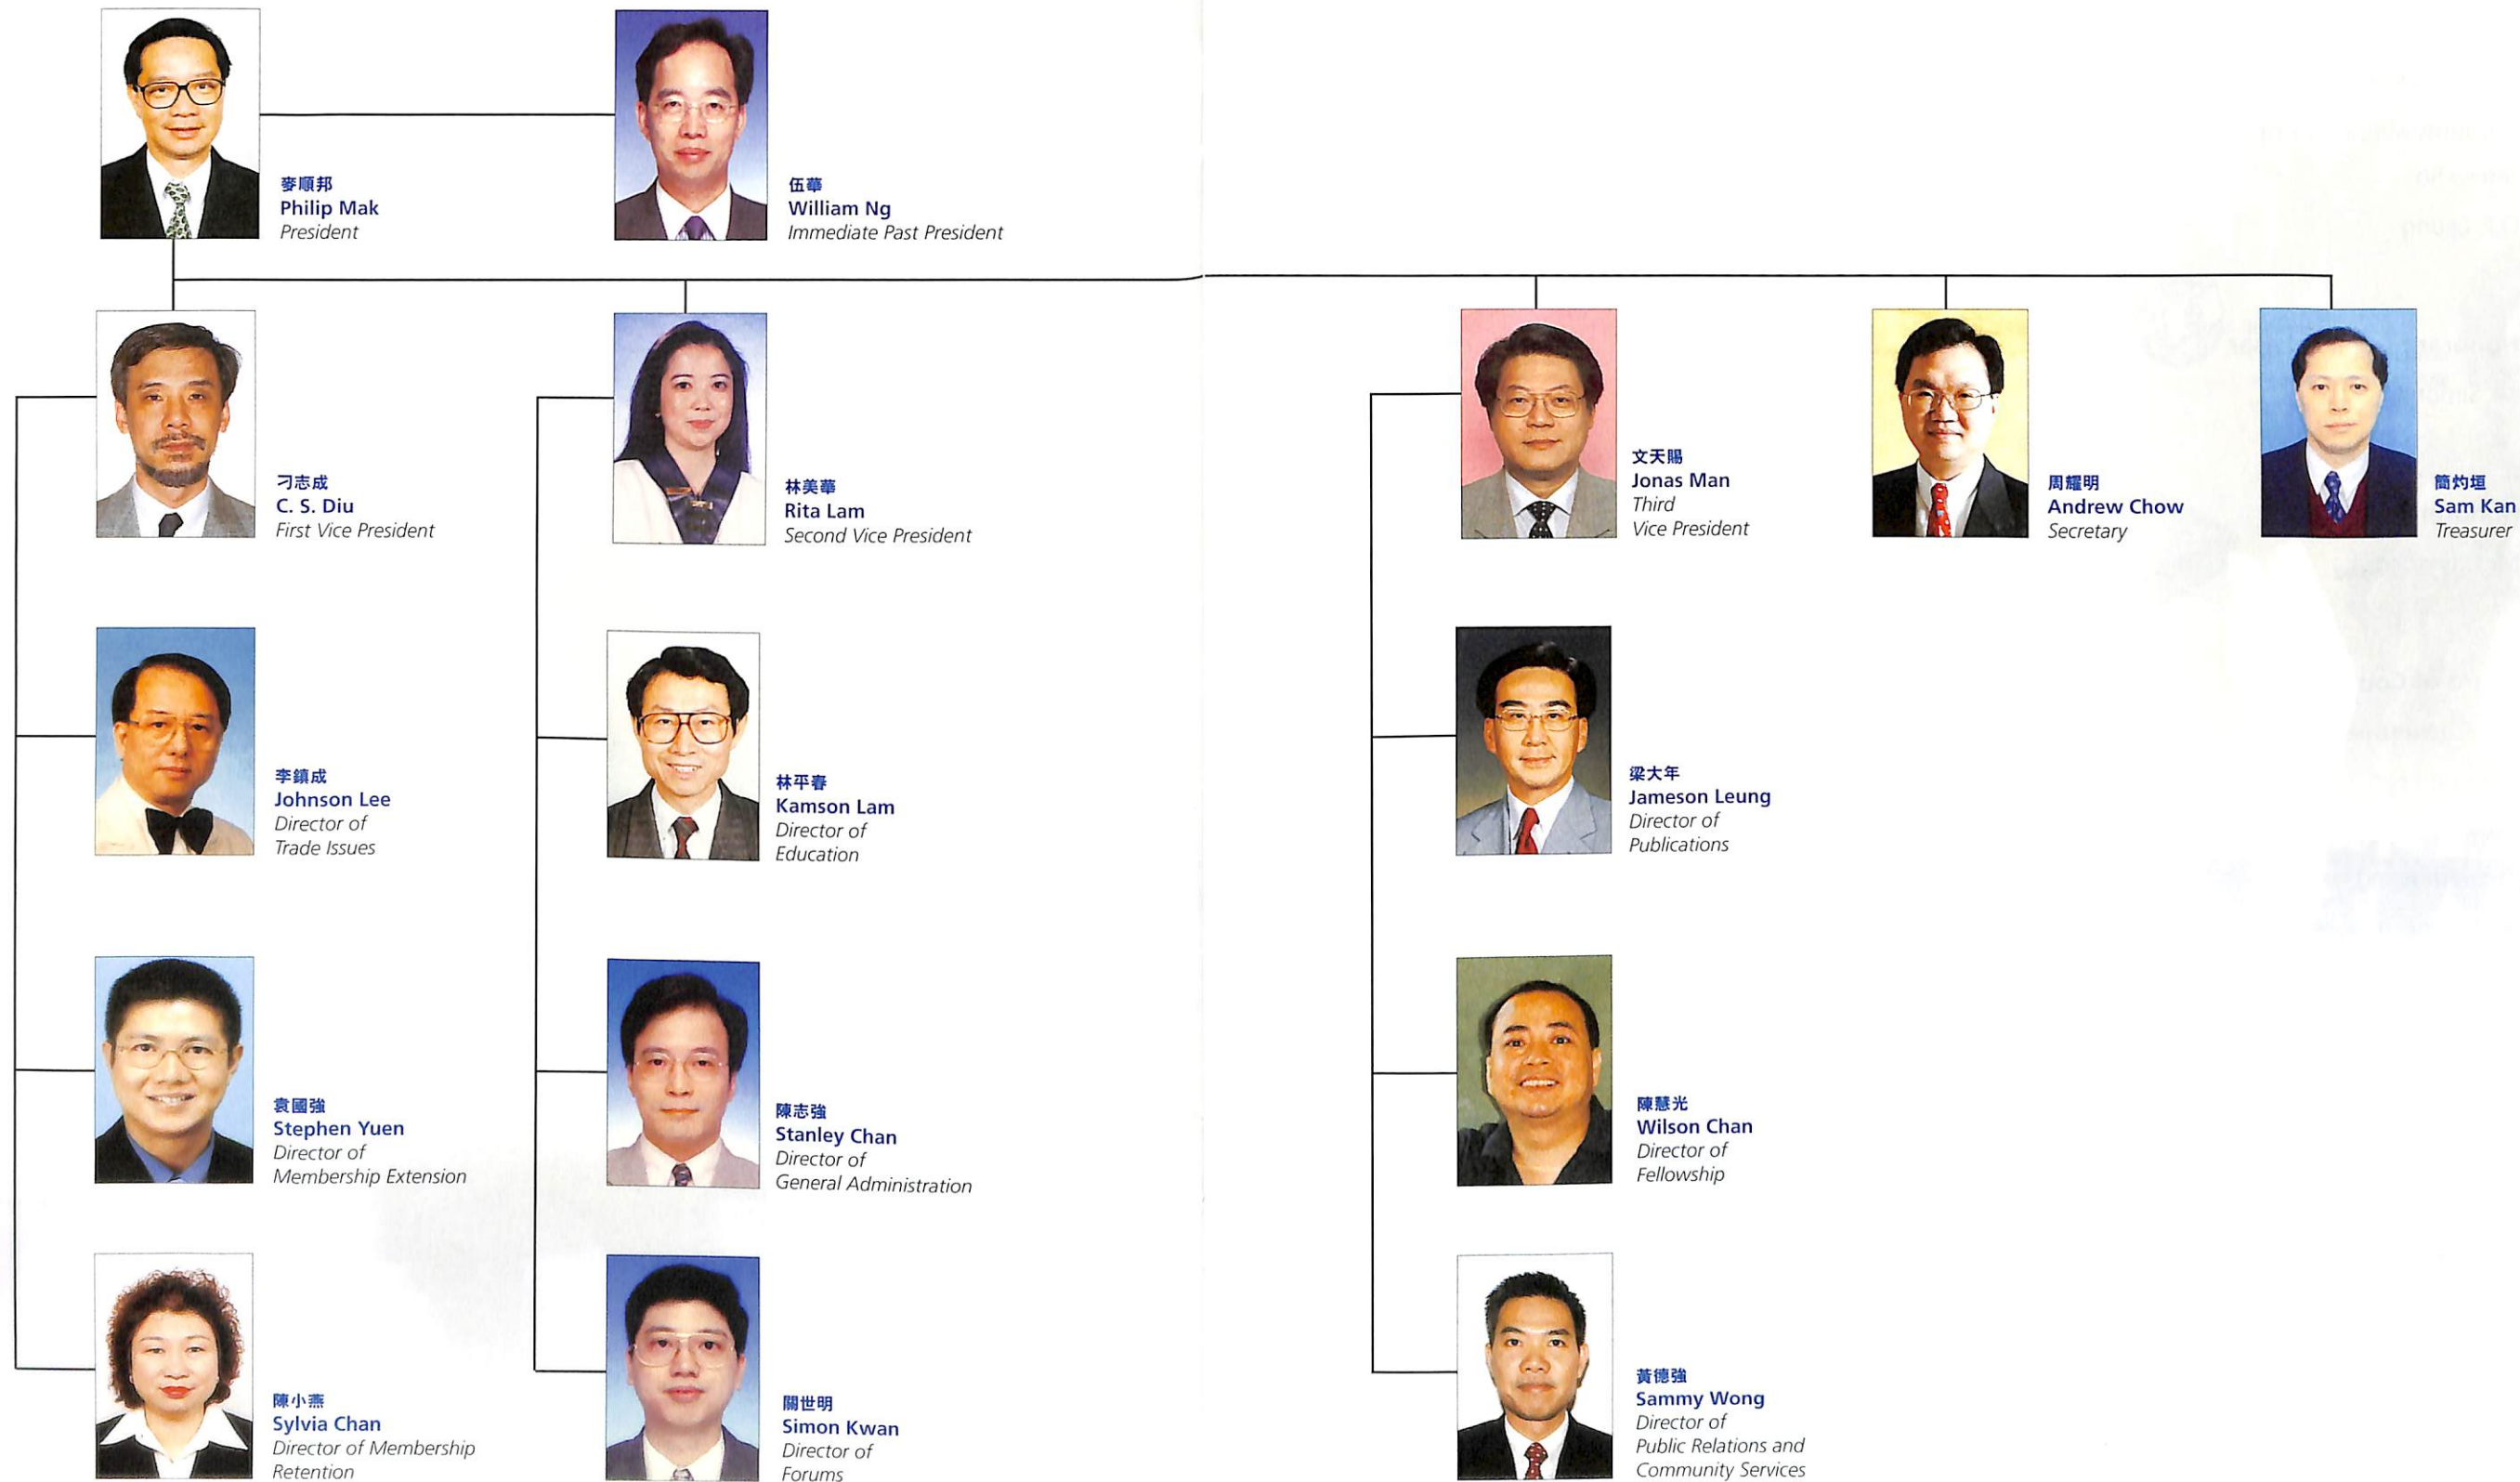 麥順邦
Philip Mak
President
伍華
William Ng
Immediate Past President
刁志成
C. S. Diu
First Vice President
林美華
Rita Lam
Second Vice President
文天賜
Jonas Man
Third
Vice President
周耀明
Andrew Chow
Secretary
簡灼垣
Sam Kan
Treasurer
李鎮成
Johnson Lee
Director of
Trade Issues
林平春
Kamson Lam
Director of
Education
梁大年
Jameson Leung
Director of
Publications
袁國強
Stephen Yuen
Director of
Membership Extension
陳志強
Stanley Chan
Director of
General Administration
陳慧光
Wilson Chan
Director of
Fellowship
陳小燕
Sylvia Chan
Director of Membership
Retention
關世明
Simon Kwan
Director of
Forums
黃德強
Sammy Wong
Director of
Public Relations and
Community Services